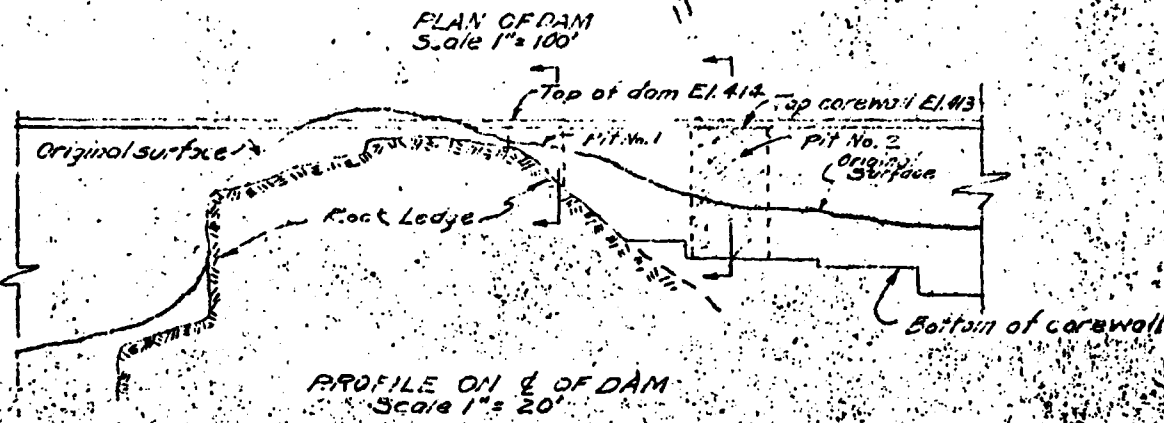 PLAN OF DAM
Scale 1"= 100'
Top of dam El. 414
Top corewall El. 413
Original surface
Pit No. 1
Pit No. 2
Original
Surface
Rock Ledge
Bottom of corewall
PROFILE ON ℄ OF DAM
Scale 1"= 20'